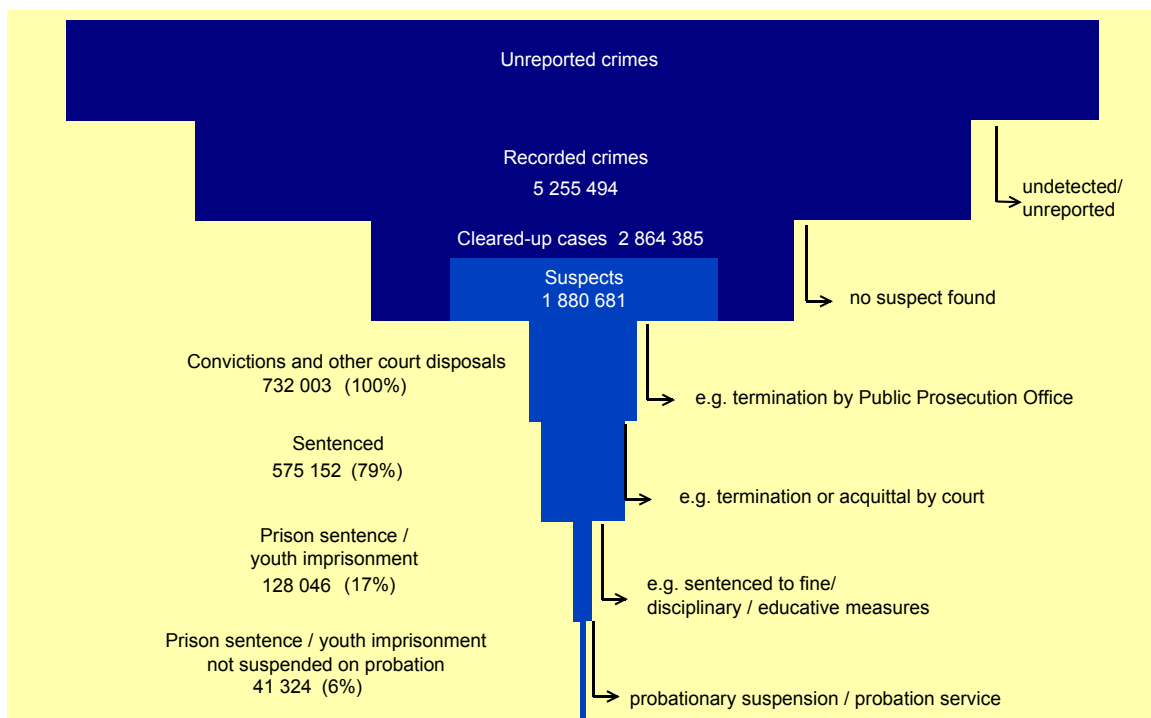 Unreported crimes
Recorded crimes
5 255 494
undetected/
unreported
Cleared-up cases 2 864 385
Suspects
1 880 681
no suspect found
Convictions and other court disposals
732 003 (100%)
e.g. termination by Public Prosecution Office
Sentenced
575 152 (79%)
e.g. termination or acquittal by court
Prison sentence /
youth imprisonment
128 046 (17%)
e.g. sentenced to fine/
disciplinary / educative measures
Prison sentence / youth imprisonment
not suspended on probation
41 324 (6%)
probationary suspension / probation service